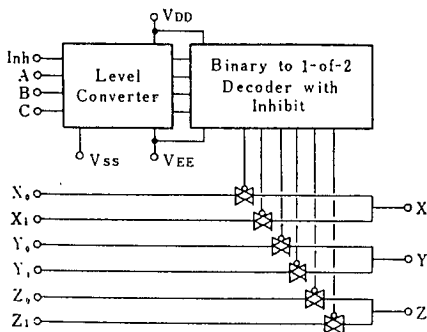 VDD
Inh
A
B
C
Level
Converter
Binary to 1-of-2
Decoder with
Inhibit
VSS
VEE
X0
X1
X
Y0
Y1
Y
Z0
Z1
Z